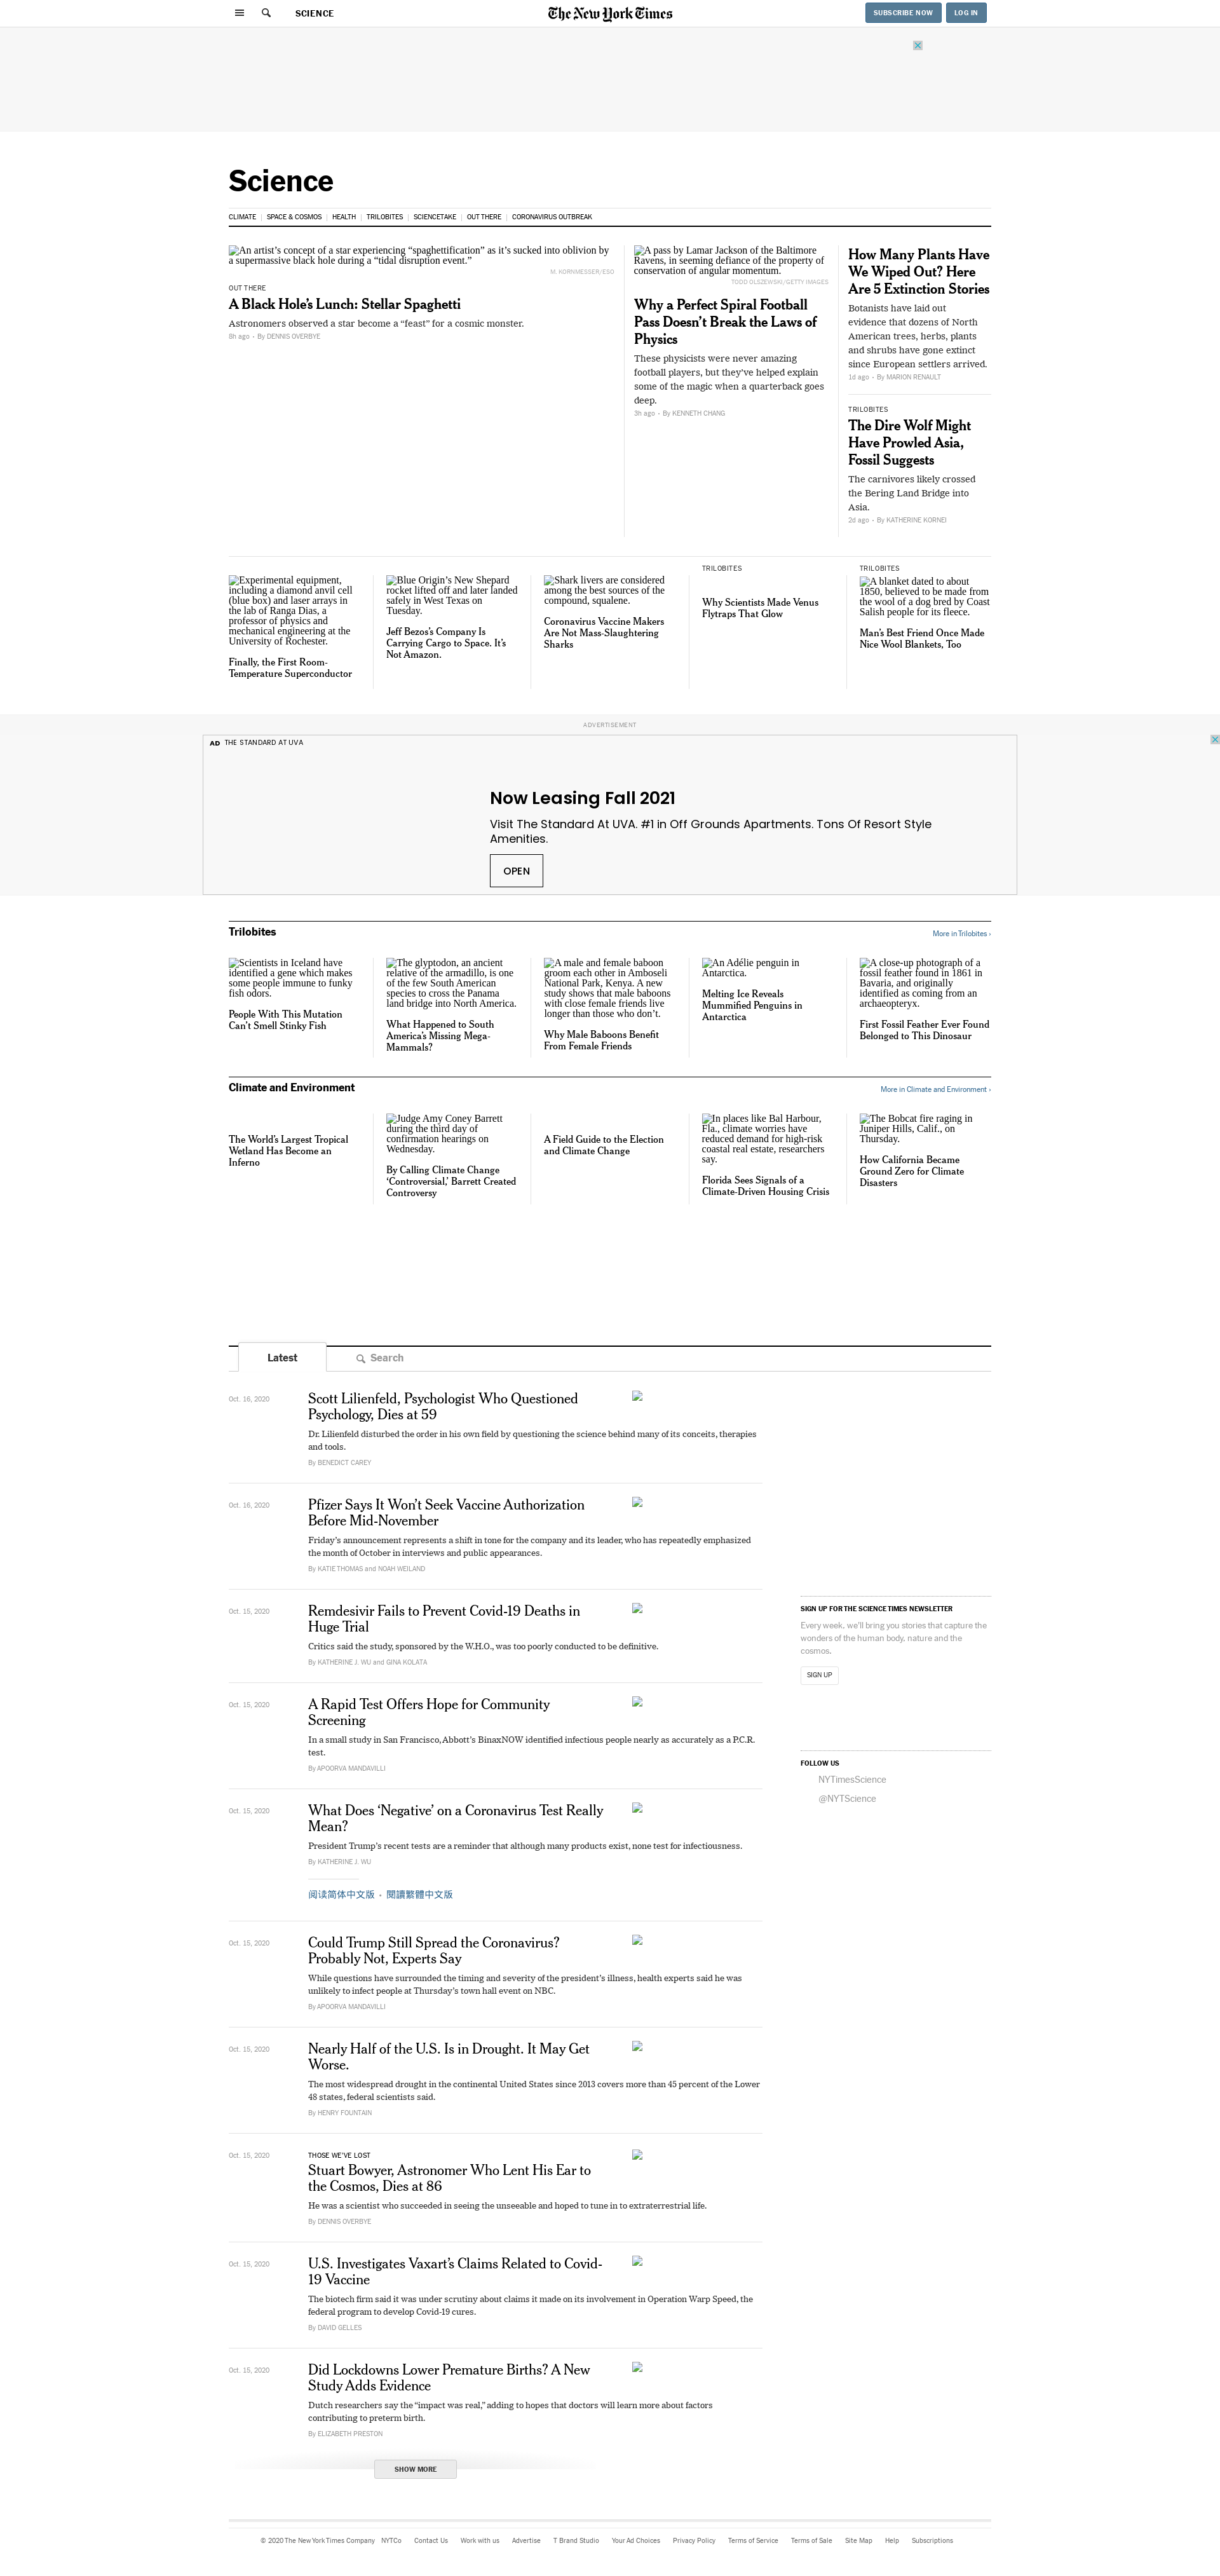 SCIENCE
The New York Times
SUBSCRIBE NOW
LOG IN
Science
CLIMATE
SPACE & COSMOS
HEALTH
TRILOBITES
SCIENCETAKE
OUT THERE
CORONAVIRUS OUTBREAK
An artist’s concept of a star experiencing “spaghettification” as it’s sucked into oblivion by
a supermassive black hole during a “tidal disruption event.”
M. KORNMESSER/ESO
OUT THERE
A Black Hole’s Lunch: Stellar Spaghetti
Astronomers observed a star become a “feast” for a cosmic monster.
8h ago • By DENNIS OVERBYE
A pass by Lamar Jackson of the Baltimore
Ravens, in seeming defiance of the property of
conservation of angular momentum.
TODD OLSZEWSKI/GETTY IMAGES
Why a Perfect Spiral Football
Pass Doesn’t Break the Laws of
Physics
These physicists were never amazing
football players, but they’ve helped explain
some of the magic when a quarterback goes
deep.
3h ago • By KENNETH CHANG
How Many Plants Have
We Wiped Out? Here
Are 5 Extinction Stories
Botanists have laid out
evidence that dozens of North
American trees, herbs, plants
and shrubs have gone extinct
since European settlers arrived.
1d ago • By MARION RENAULT
TRILOBITES
The Dire Wolf Might
Have Prowled Asia,
Fossil Suggests
The carnivores likely crossed
the Bering Land Bridge into
Asia.
2d ago • By KATHERINE KORNEI
Experimental equipment,
including a diamond anvil cell
(blue box) and laser arrays in
the lab of Ranga Dias, a
professor of physics and
mechanical engineering at the
University of Rochester.
Finally, the First Room-
Temperature Superconductor
Blue Origin’s New Shepard
rocket lifted off and later landed
safely in West Texas on
Tuesday.
Jeff Bezos’s Company Is
Carrying Cargo to Space. It’s
Not Amazon.
Shark livers are considered
among the best sources of the
compound, squalene.
Coronavirus Vaccine Makers
Are Not Mass-Slaughtering
Sharks
TRILOBITES
Why Scientists Made Venus
Flytraps That Glow
TRILOBITES
A blanket dated to about
1850, believed to be made from
the wool of a dog bred by Coast
Salish people for its fleece.
Man’s Best Friend Once Made
Nice Wool Blankets, Too
ADVERTISEMENT
AD THE STANDARD AT UVA
Now Leasing Fall 2021
Visit The Standard At UVA. #1 in Off Grounds Apartments. Tons Of Resort Style
Amenities.
OPEN
Trilobites
More in Trilobites ›
Scientists in Iceland have
identified a gene which makes
some people immune to funky
fish odors.
People With This Mutation
Can’t Smell Stinky Fish
The glyptodon, an ancient
relative of the armadillo, is one
of the few South American
species to cross the Panama
land bridge into North America.
What Happened to South
America’s Missing Mega-
Mammals?
A male and female baboon
groom each other in Amboseli
National Park, Kenya. A new
study shows that male baboons
with close female friends live
longer than those who don’t.
Why Male Baboons Benefit
From Female Friends
An Adélie penguin in
Antarctica.
Melting Ice Reveals
Mummified Penguins in
Antarctica
A close-up photograph of a
fossil feather found in 1861 in
Bavaria, and originally
identified as coming from an
archaeopteryx.
First Fossil Feather Ever Found
Belonged to This Dinosaur
Climate and Environment
More in Climate and Environment ›
The World’s Largest Tropical
Wetland Has Become an
Inferno
Judge Amy Coney Barrett
during the third day of
confirmation hearings on
Wednesday.
By Calling Climate Change
‘Controversial,’ Barrett Created
Controversy
A Field Guide to the Election
and Climate Change
In places like Bal Harbour,
Fla., climate worries have
reduced demand for high-risk
coastal real estate, researchers
say.
Florida Sees Signals of a
Climate-Driven Housing Crisis
The Bobcat fire raging in
Juniper Hills, Calif., on
Thursday.
How California Became
Ground Zero for Climate
Disasters
Latest
Search
Oct. 16, 2020
Scott Lilienfeld, Psychologist Who Questioned
Psychology, Dies at 59
Dr. Lilienfeld disturbed the order in his own field by questioning the science behind many of its conceits, therapies
and tools.
By BENEDICT CAREY
Oct. 16, 2020
Pfizer Says It Won’t Seek Vaccine Authorization
Before Mid-November
Friday’s announcement represents a shift in tone for the company and its leader, who has repeatedly emphasized
the month of October in interviews and public appearances.
By KATIE THOMAS and NOAH WEILAND
Oct. 15, 2020
Remdesivir Fails to Prevent Covid-19 Deaths in
Huge Trial
Critics said the study, sponsored by the W.H.O., was too poorly conducted to be definitive.
By KATHERINE J. WU and GINA KOLATA
Oct. 15, 2020
A Rapid Test Offers Hope for Community
Screening
In a small study in San Francisco, Abbott’s BinaxNOW identified infectious people nearly as accurately as a P.C.R.
test.
By APOORVA MANDAVILLI
Oct. 15, 2020
What Does ‘Negative’ on a Coronavirus Test Really
Mean?
President Trump’s recent tests are a reminder that although many products exist, none test for infectiousness.
By KATHERINE J. WU
阅读简体中文版 • 閱讀繁體中文版
Oct. 15, 2020
Could Trump Still Spread the Coronavirus?
Probably Not, Experts Say
While questions have surrounded the timing and severity of the president’s illness, health experts said he was
unlikely to infect people at Thursday’s town hall event on NBC.
By APOORVA MANDAVILLI
Oct. 15, 2020
Nearly Half of the U.S. Is in Drought. It May Get
Worse.
The most widespread drought in the continental United States since 2013 covers more than 45 percent of the Lower
48 states, federal scientists said.
By HENRY FOUNTAIN
Oct. 15, 2020
THOSE WE’VE LOST
Stuart Bowyer, Astronomer Who Lent His Ear to
the Cosmos, Dies at 86
He was a scientist who succeeded in seeing the unseeable and hoped to tune in to extraterrestrial life.
By DENNIS OVERBYE
Oct. 15, 2020
U.S. Investigates Vaxart’s Claims Related to Covid-
19 Vaccine
The biotech firm said it was under scrutiny about claims it made on its involvement in Operation Warp Speed, the
federal program to develop Covid-19 cures.
By DAVID GELLES
Oct. 15, 2020
Did Lockdowns Lower Premature Births? A New
Study Adds Evidence
Dutch researchers say the “impact was real,” adding to hopes that doctors will learn more about factors
contributing to preterm birth.
By ELIZABETH PRESTON
SHOW MORE
SIGN UP FOR THE SCIENCE TIMES NEWSLETTER
Every week, we’ll bring you stories that capture the
wonders of the human body, nature and the
cosmos.
SIGN UP
FOLLOW US
NYTimesScience
@NYTScience
© 2020 The New York Times Company NYTCo Contact Us Work with us Advertise T Brand Studio Your Ad Choices Privacy Policy Terms of Service Terms of Sale Site Map Help Subscriptions